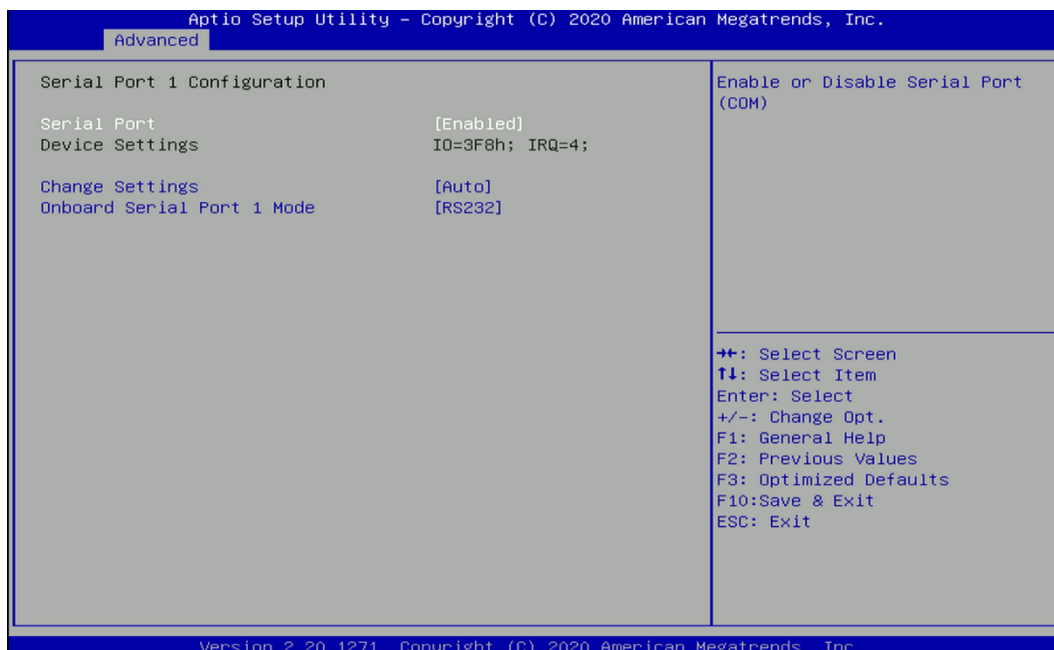 Aptio Setup Utility – Copyright (C) 2020 American Megatrends, Inc.
Advanced
Serial Port 1 Configuration
Serial Port [Enabled]
Device Settings IO=3F8h; IRQ=4;
Change Settings [Auto]
Onboard Serial Port 1 Mode [RS232]
Enable or Disable Serial Port
(COM)
→←: Select Screen
↑↓: Select Item
Enter: Select
+/-: Change Opt.
F1: General Help
F2: Previous Values
F3: Optimized Defaults
F10:Save & Exit
ESC: Exit
Version 2.20.1271. Copyright (C) 2020 American Megatrends, Inc.